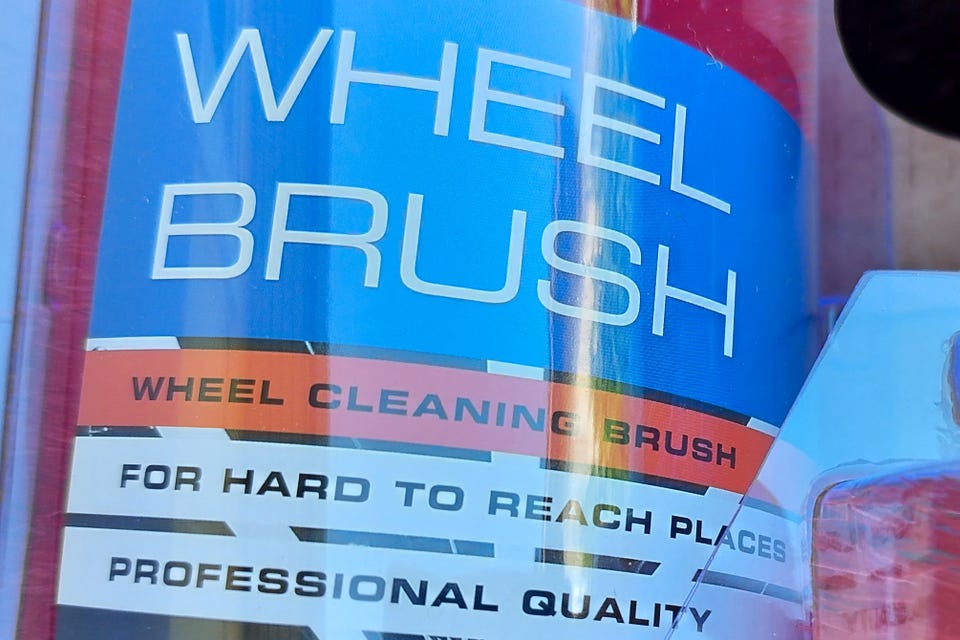 WHEEL
BRUSH
WHEEL CLEANING BRUSH
FOR HARD TO REACH PLACES
PROFESSIONAL QUALITY